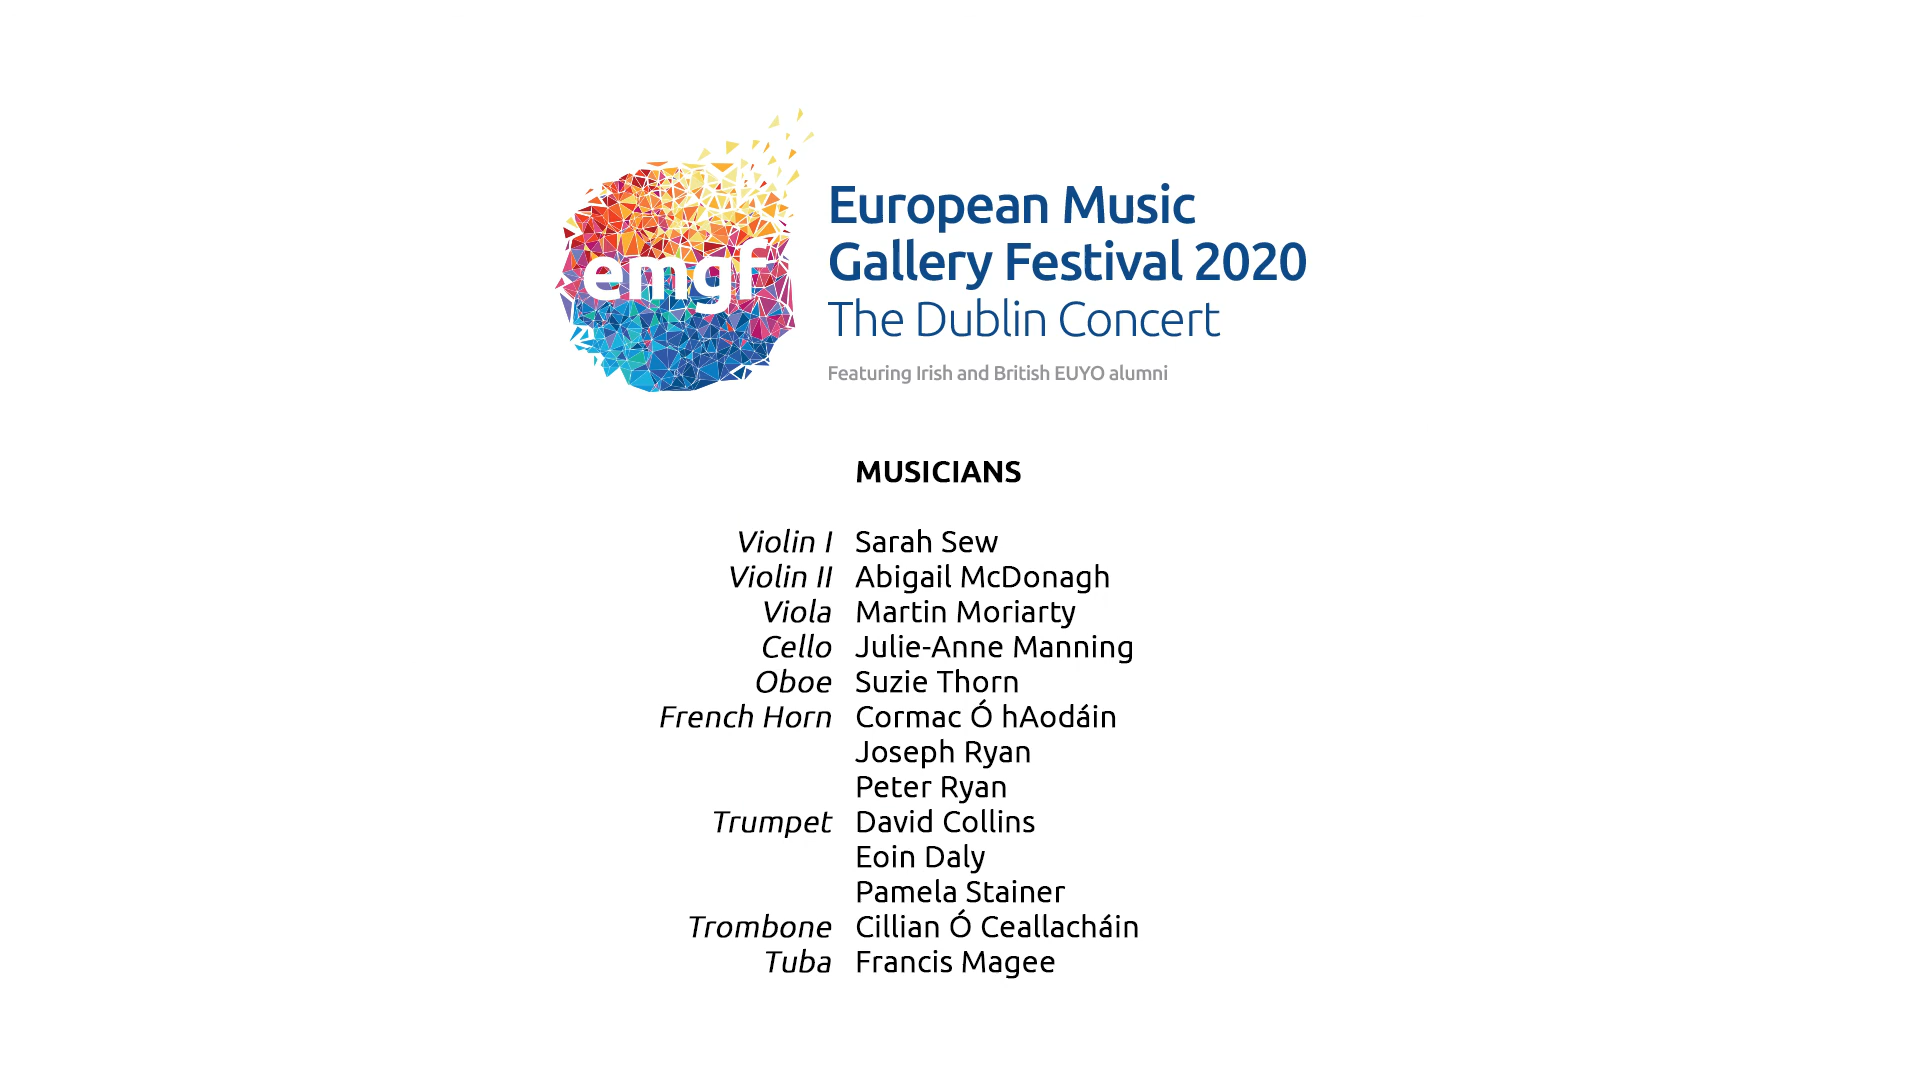 emgf
European Music
Gallery Festival 2020
The Dublin Concert
Featuring Irish and British EUYO alumni
MUSICIANS
Violin I Sarah Sew
Violin II Abigail McDonagh
Viola Martin Moriarty
Cello Julie-Anne Manning
Oboe Suzie Thorn
French Horn Cormac Ó hAodáin
Joseph Ryan
Peter Ryan
Trumpet David Collins
Eoin Daly
Pamela Stainer
Trombone Cillian Ó Ceallacháin
Tuba Francis Magee